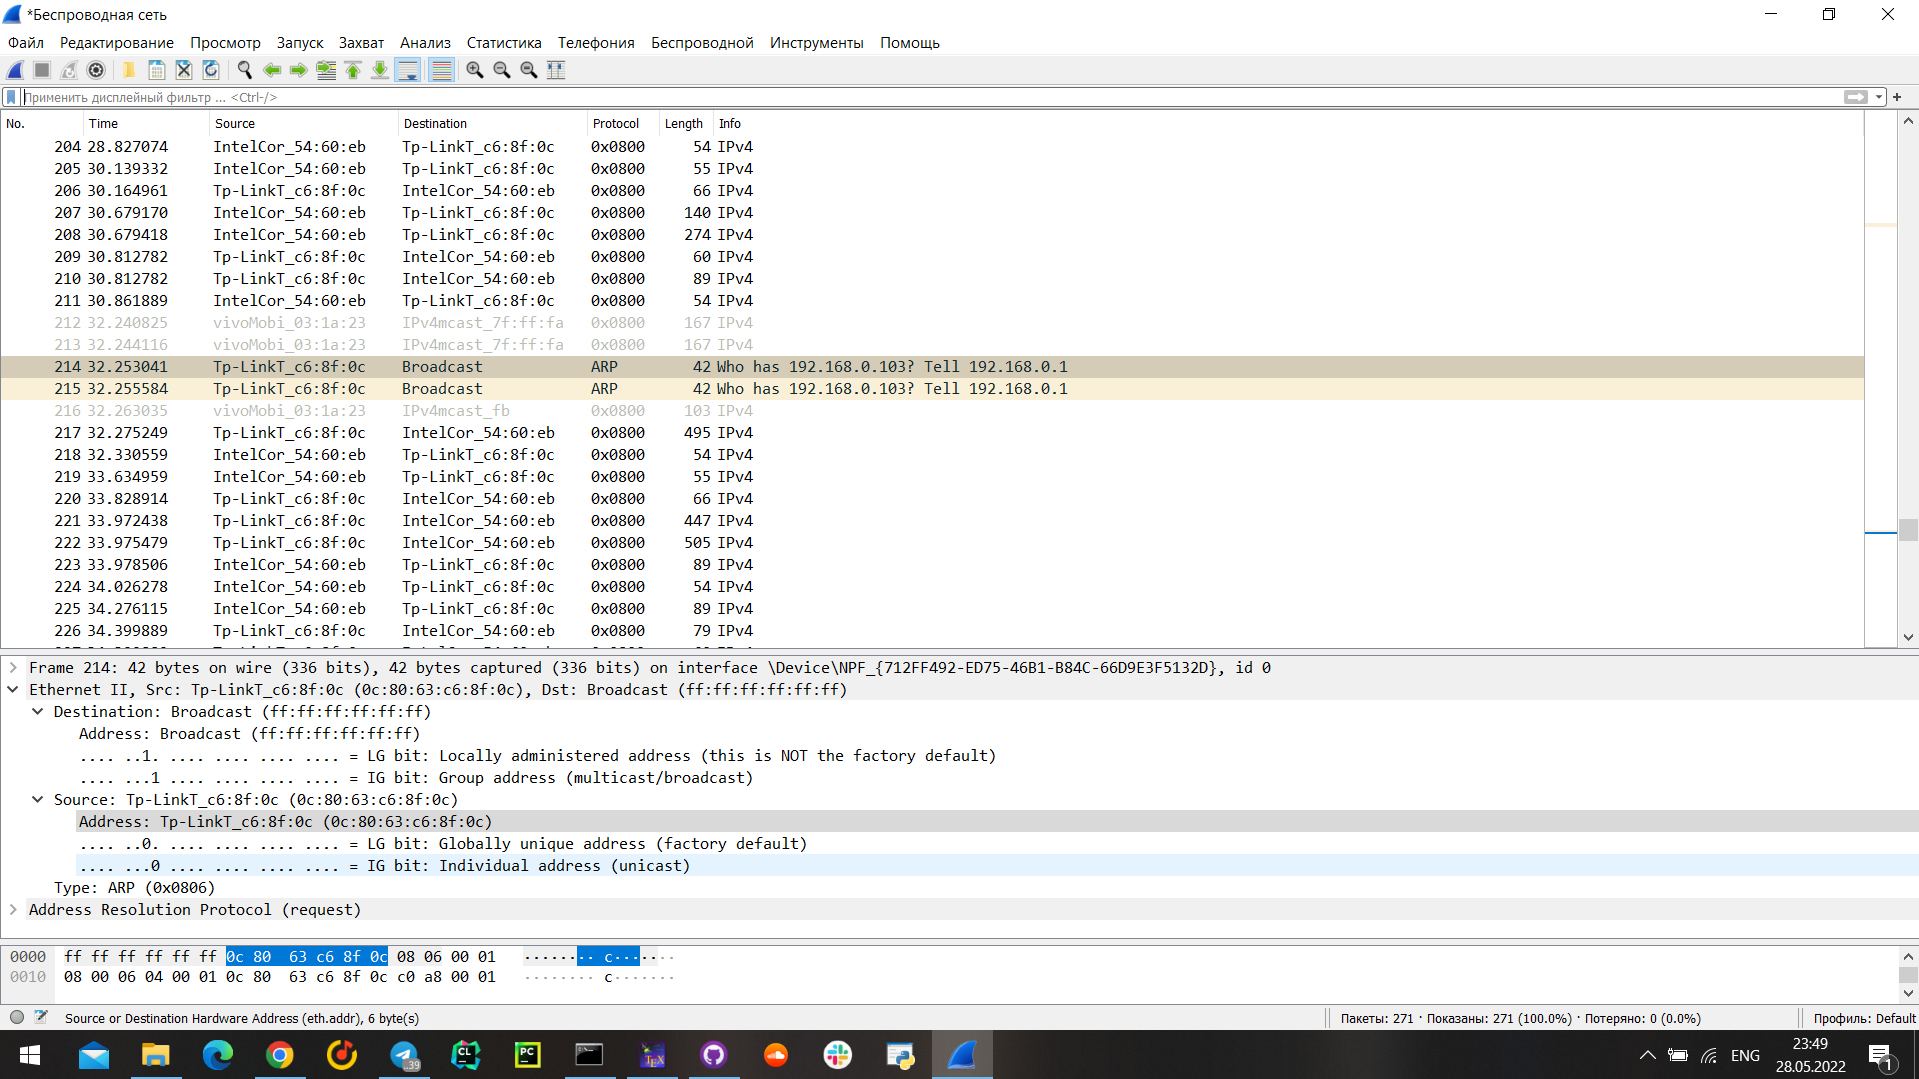 *Беспроводная сеть
Файл Редактирование Просмотр Запуск Захват Анализ Статистика Телефония Беспроводной Инструменты Помощь
Применить дисплейный фильтр ... <Ctrl-/>
No. Time Source Destination Protocol Length Info
204 28.827074 IntelCor_54:60:eb Tp-LinkT_c6:8f:0c 0x0800 54 IPv4
205 30.139332 IntelCor_54:60:eb Tp-LinkT_c6:8f:0c 0x0800 55 IPv4
206 30.164961 Tp-LinkT_c6:8f:0c IntelCor_54:60:eb 0x0800 66 IPv4
207 30.679170 IntelCor_54:60:eb Tp-LinkT_c6:8f:0c 0x0800 140 IPv4
208 30.679418 IntelCor_54:60:eb Tp-LinkT_c6:8f:0c 0x0800 274 IPv4
209 30.812782 Tp-LinkT_c6:8f:0c IntelCor_54:60:eb 0x0800 60 IPv4
210 30.812782 Tp-LinkT_c6:8f:0c IntelCor_54:60:eb 0x0800 89 IPv4
211 30.861889 IntelCor_54:60:eb Tp-LinkT_c6:8f:0c 0x0800 54 IPv4
212 32.240825 vivoMobi_03:1a:23 IPv4mcast_7f:ff:fa 0x0800 167 IPv4
213 32.244116 vivoMobi_03:1a:23 IPv4mcast_7f:ff:fa 0x0800 167 IPv4
214 32.253041 Tp-LinkT_c6:8f:0c Broadcast ARP 42 Who has 192.168.0.103? Tell 192.168.0.1
215 32.255584 Tp-LinkT_c6:8f:0c Broadcast ARP 42 Who has 192.168.0.103? Tell 192.168.0.1
216 32.263035 vivoMobi_03:1a:23 IPv4mcast_fb 0x0800 103 IPv4
217 32.275249 Tp-LinkT_c6:8f:0c IntelCor_54:60:eb 0x0800 495 IPv4
218 32.330559 IntelCor_54:60:eb Tp-LinkT_c6:8f:0c 0x0800 54 IPv4
219 33.634959 IntelCor_54:60:eb Tp-LinkT_c6:8f:0c 0x0800 55 IPv4
220 33.828914 Tp-LinkT_c6:8f:0c IntelCor_54:60:eb 0x0800 66 IPv4
221 33.972438 Tp-LinkT_c6:8f:0c IntelCor_54:60:eb 0x0800 447 IPv4
222 33.975479 Tp-LinkT_c6:8f:0c IntelCor_54:60:eb 0x0800 505 IPv4
223 33.978506 IntelCor_54:60:eb Tp-LinkT_c6:8f:0c 0x0800 89 IPv4
224 34.026278 IntelCor_54:60:eb Tp-LinkT_c6:8f:0c 0x0800 54 IPv4
225 34.276115 IntelCor_54:60:eb Tp-LinkT_c6:8f:0c 0x0800 89 IPv4
226 34.399889 Tp-LinkT_c6:8f:0c IntelCor_54:60:eb 0x0800 79 IPv4
Frame 214: 42 bytes on wire (336 bits), 42 bytes captured (336 bits) on interface \Device\NPF_{712FF492-ED75-46B1-B84C-66D9E3F5132D}, id 0
Ethernet II, Src: Tp-LinkT_c6:8f:0c (0c:80:63:c6:8f:0c), Dst: Broadcast (ff:ff:ff:ff:ff:ff)
Destination: Broadcast (ff:ff:ff:ff:ff:ff)
Address: Broadcast (ff:ff:ff:ff:ff:ff)
.... ..1. .... .... .... .... = LG bit: Locally administered address (this is NOT the factory default)
.... ...1 .... .... .... .... = IG bit: Group address (multicast/broadcast)
Source: Tp-LinkT_c6:8f:0c (0c:80:63:c6:8f:0c)
Address: Tp-LinkT_c6:8f:0c (0c:80:63:c6:8f:0c)
.... ..0. .... .... .... .... = LG bit: Globally unique address (factory default)
.... ...0 .... .... .... .... = IG bit: Individual address (unicast)
Type: ARP (0x0806)
Address Resolution Protocol (request)
0000 ff ff ff ff ff ff 0c 80 63 c6 8f 0c 08 06 00 01 ········ c·······
0010 08 00 06 04 00 01 0c 80 63 c6 8f 0c c0 a8 00 01 ········ c·······
Source or Destination Hardware Address (eth.addr), 6 byte(s)
Пакеты: 271 · Показаны: 271 (100.0%) · Потеряно: 0 (0.0%)
Профиль: Default
.39
CL
PC
TEX
ENG
23:49
28.05.2022
1